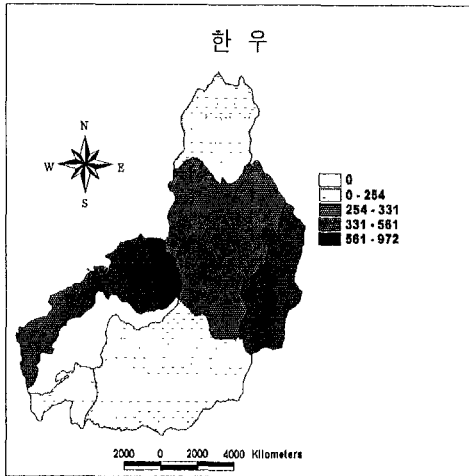 한 우
N
W E
S
0
0 - 254
254 - 331
331 - 561
561 - 972
2000 0 2000 4000 Kilometers